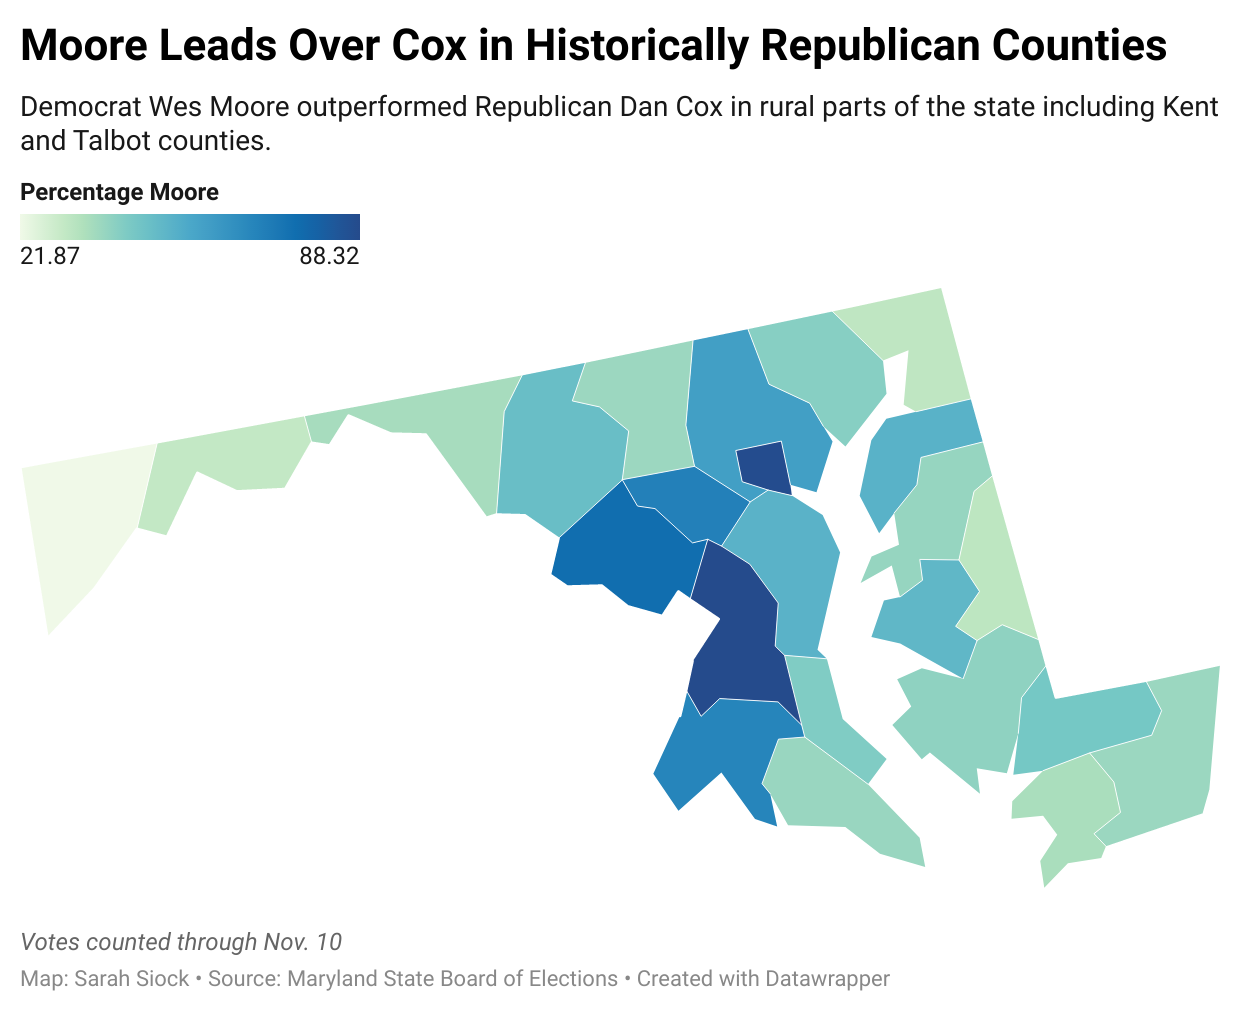 Moore Leads Over Cox in Historically Republican Counties
Democrat Wes Moore outperformed Republican Dan Cox in rural parts of the state including Kent
and Talbot counties.
Percentage Moore
21.87 88.32
Votes counted through Nov. 10
Map: Sarah Siock • Source: Maryland State Board of Elections • Created with Datawrapper